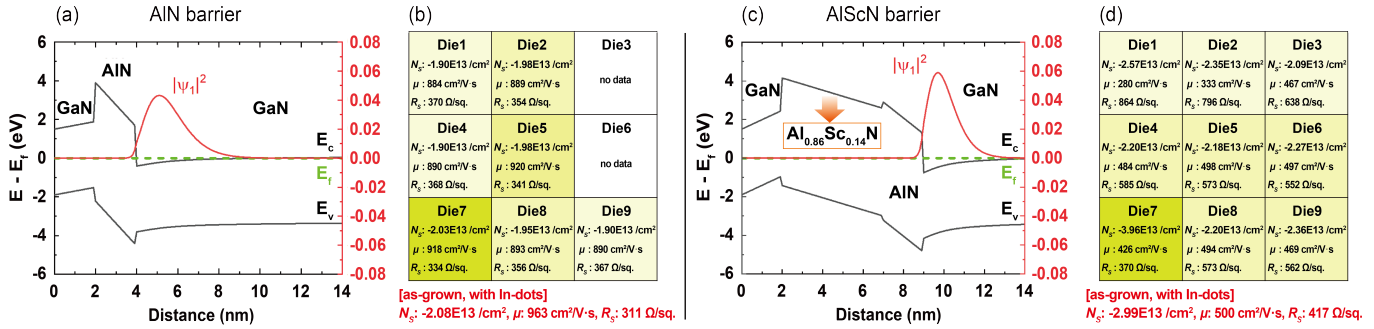 (a) AlN barrier
6
4
2
0
-2
-4
-6
E - E_f (eV)
0 2 4 6 8 10 12 14
Distance (nm)
0.08
0.06
0.04
0.02
0.00
-0.02
-0.04
-0.06
-0.08
AlN
GaN
|ψ₁|²
GaN
E_c
E_f
E_v
(b)
Die1
N_S: -1.90E13 /cm²
μ : 884 cm²/V·s
R_S: 370 Ω/sq.
Die2
N_S: -1.98E13 /cm²
μ : 889 cm²/V·s
R_S: 354 Ω/sq.
Die3
no data
Die4
N_S: -1.90E13 /cm²
μ : 890 cm²/V·s
R_S: 368 Ω/sq.
Die5
N_S: -1.98E13 /cm²
μ : 920 cm²/V·s
R_S: 341 Ω/sq.
Die6
no data
Die7
N_S: -2.03E13 /cm²
μ : 918 cm²/V·s
R_S: 334 Ω/sq.
Die8
N_S: -1.95E13 /cm²
μ : 893 cm²/V·s
R_S: 356 Ω/sq.
Die9
N_S: -1.90E13 /cm²
μ : 890 cm²/V·s
R_S: 367 Ω/sq.
[as-grown, with In-dots]
N_S: -2.08E13 /cm², μ: 963 cm²/V·s, R_S: 311 Ω/sq.
(c) AlScN barrier
6
4
2
0
-2
-4
-6
E - E_f (eV)
0 2 4 6 8 10 12 14
Distance (nm)
0.08
0.06
0.04
0.02
0.00
-0.02
-0.04
-0.06
-0.08
GaN
|ψ₁|²
GaN
Al₀.₈₆Sc₀.₁₄N
E_c
E_f
AlN
E_v
(d)
Die1
N_S: -2.57E13 /cm²
μ : 280 cm²/V·s
R_S: 864 Ω/sq.
Die2
N_S: -2.35E13 /cm²
μ : 333 cm²/V·s
R_S: 796 Ω/sq.
Die3
N_S: -2.09E13 /cm²
μ : 467 cm²/V·s
R_S: 638 Ω/sq.
Die4
N_S: -2.20E13 /cm²
μ : 484 cm²/V·s
R_S: 585 Ω/sq.
Die5
N_S: -2.18E13 /cm²
μ : 498 cm²/V·s
R_S: 573 Ω/sq.
Die6
N_S: -2.27E13 /cm²
μ : 497 cm²/V·s
R_S: 552 Ω/sq.
Die7
N_S: -3.96E13 /cm²
μ : 426 cm²/V·s
R_S: 370 Ω/sq.
Die8
N_S: -2.20E13 /cm²
μ : 494 cm²/V·s
R_S: 573 Ω/sq.
Die9
N_S: -2.36E13 /cm²
μ : 469 cm²/V·s
R_S: 562 Ω/sq.
[as-grown, with In-dots]
N_S: -2.99E13 /cm², μ: 500 cm²/V·s, R_S: 417 Ω/sq.